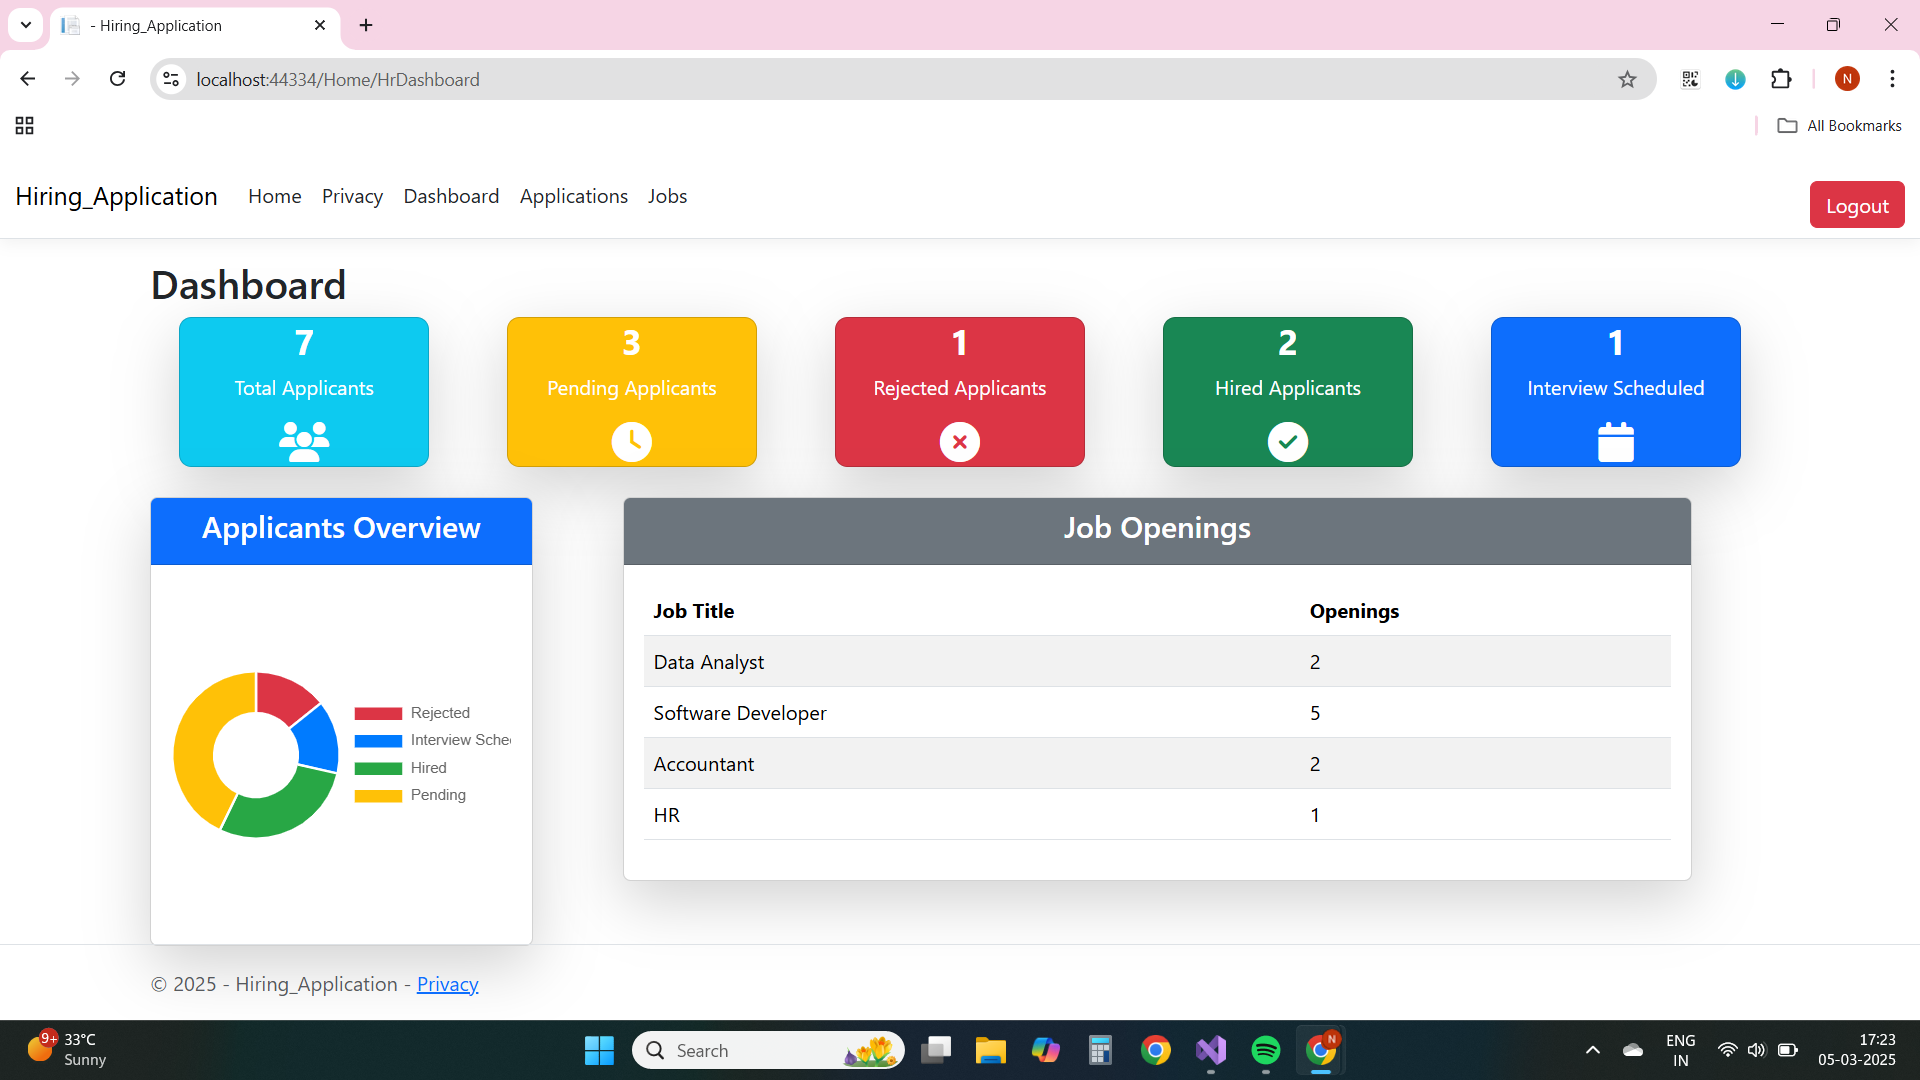 - Hiring_Application
localhost:44334/Home/HrDashboard
N
All Bookmarks
Hiring_Application Home Privacy Dashboard Applications Jobs
Logout
Dashboard
7
Total Applicants
3
Pending Applicants
1
Rejected Applicants
2
Hired Applicants
1
Interview Scheduled
Applicants Overview
Rejected
Interview Sche
Hired
Pending
Job Openings
Job Title Openings
Data Analyst 2
Software Developer 5
Accountant 2
HR 1
© 2025 - Hiring_Application - Privacy
9+
33°C
Sunny
Search
N
ENG
IN
17:23
05-03-2025